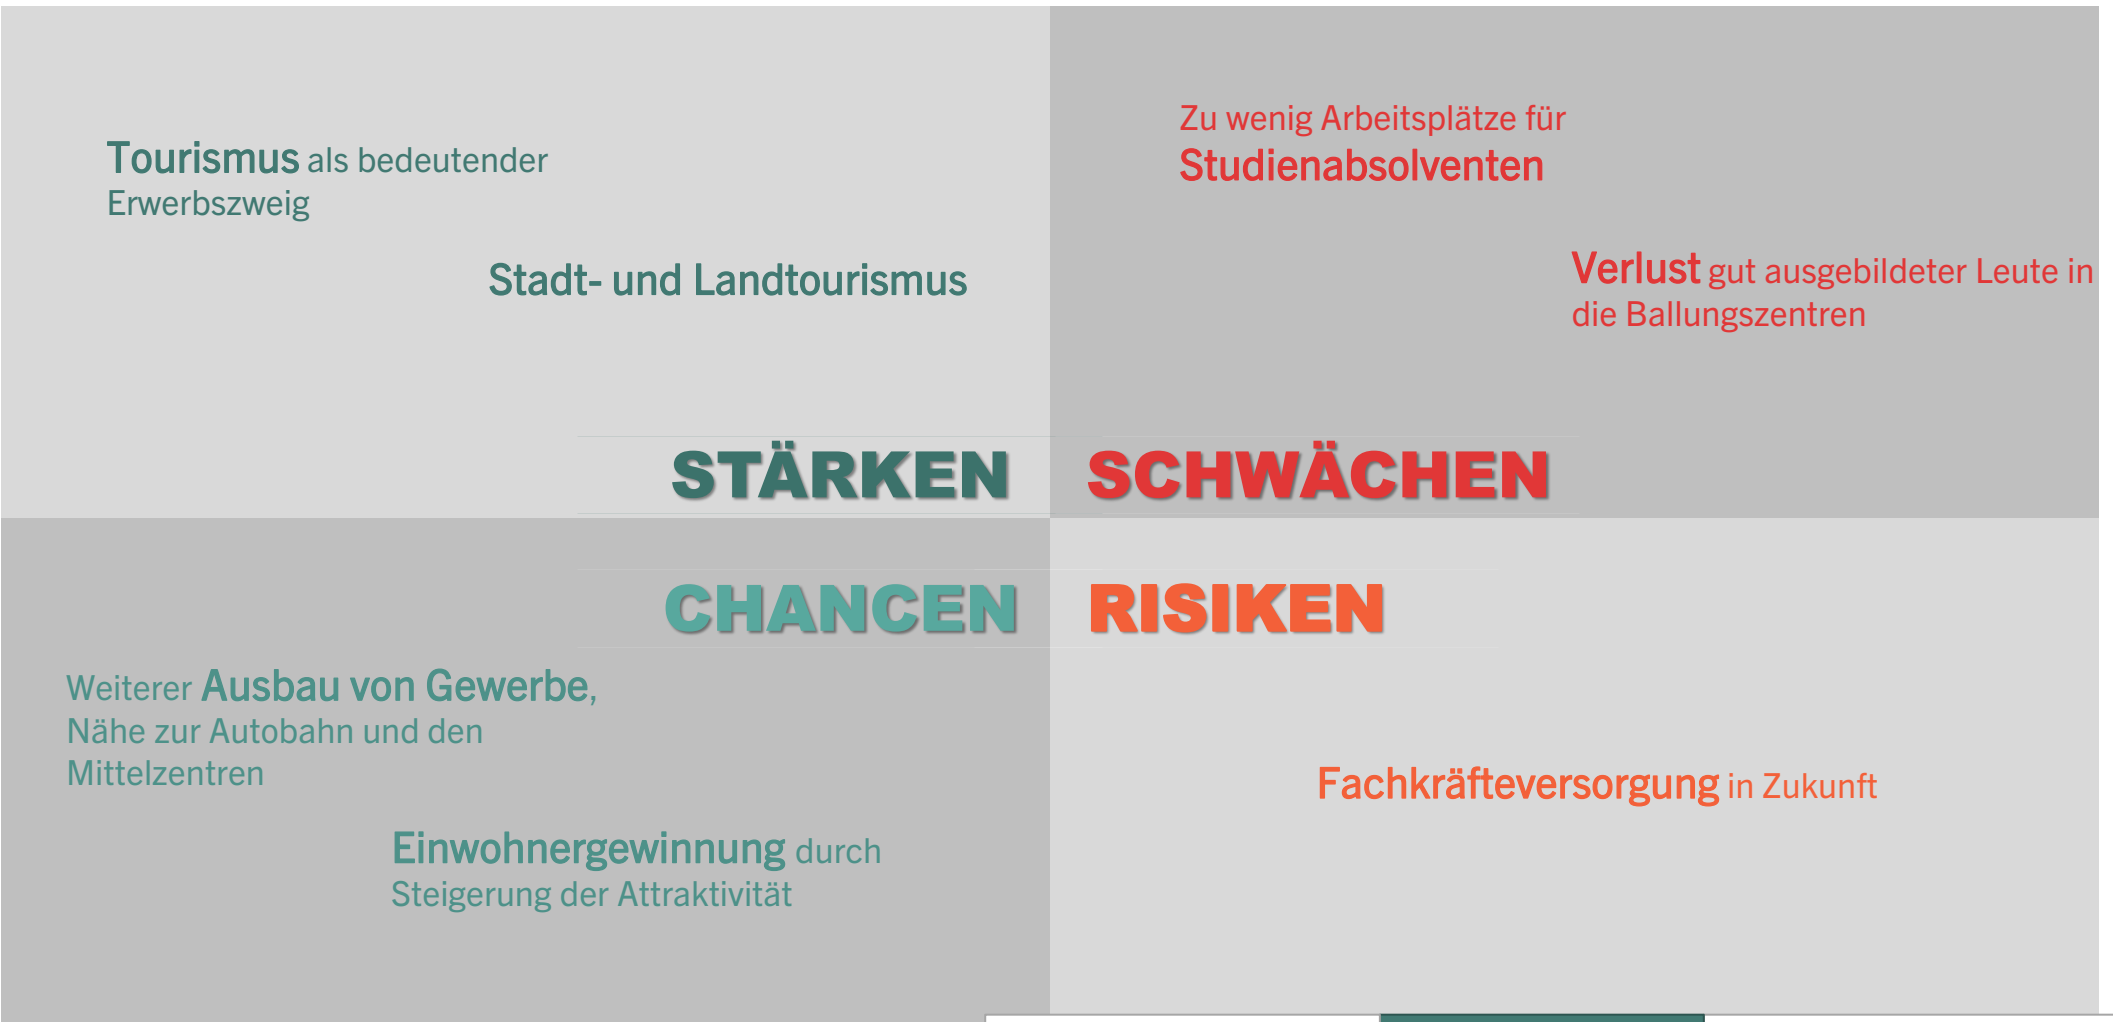 Tourismus als bedeutender
Erwerbszweig
Stadt- und Landtourismus
STÄRKEN
Zu wenig Arbeitsplätze für
Studienabsolventen
Verlust gut ausgebildeter Leute in
die Ballungszentren
SCHWÄCHEN
CHANCEN
Weiterer Ausbau von Gewerbe,
Nähe zur Autobahn und den
Mittelzentren
Einwohnergewinnung durch
Steigerung der Attraktivität
RISIKEN
Fachkräfteversorgung in Zukunft